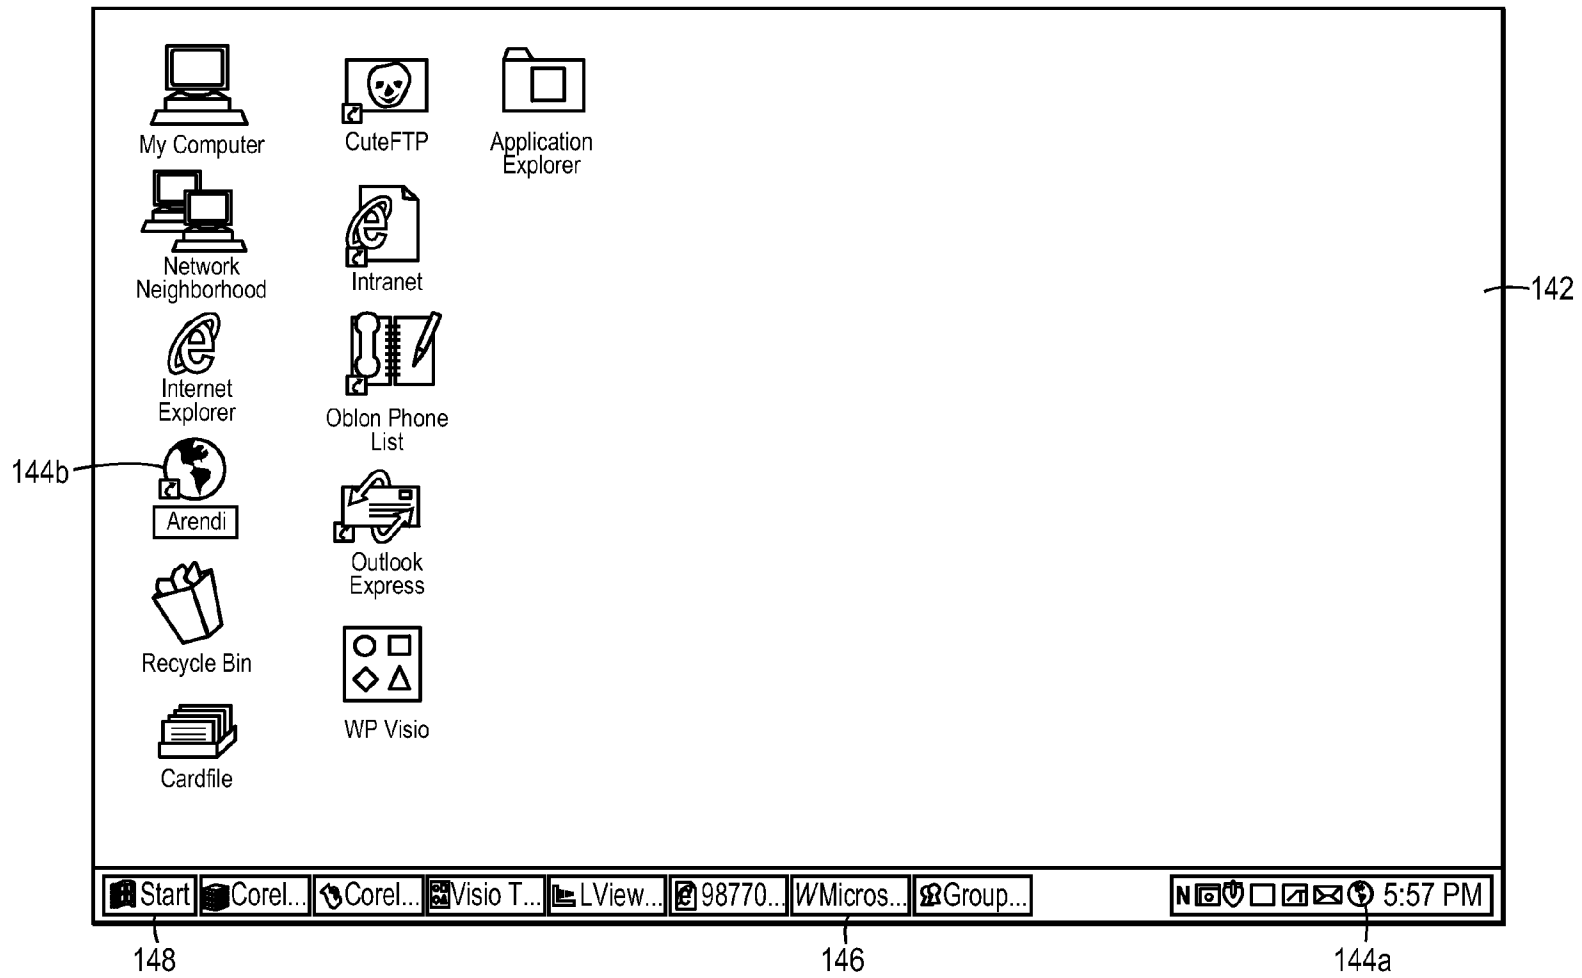 My Computer
CuteFTP
Application
Explorer
Network
Neighborhood
Intranet
142
Internet
Explorer
Oblon Phone
List
144b
Arendi
Outlook
Express
Recycle Bin
WP Visio
Cardfile
Start
Corel...
Corel...
Visio T...
LView...
98770...
WMicros...
Group...
N
5:57 PM
148
146
144a